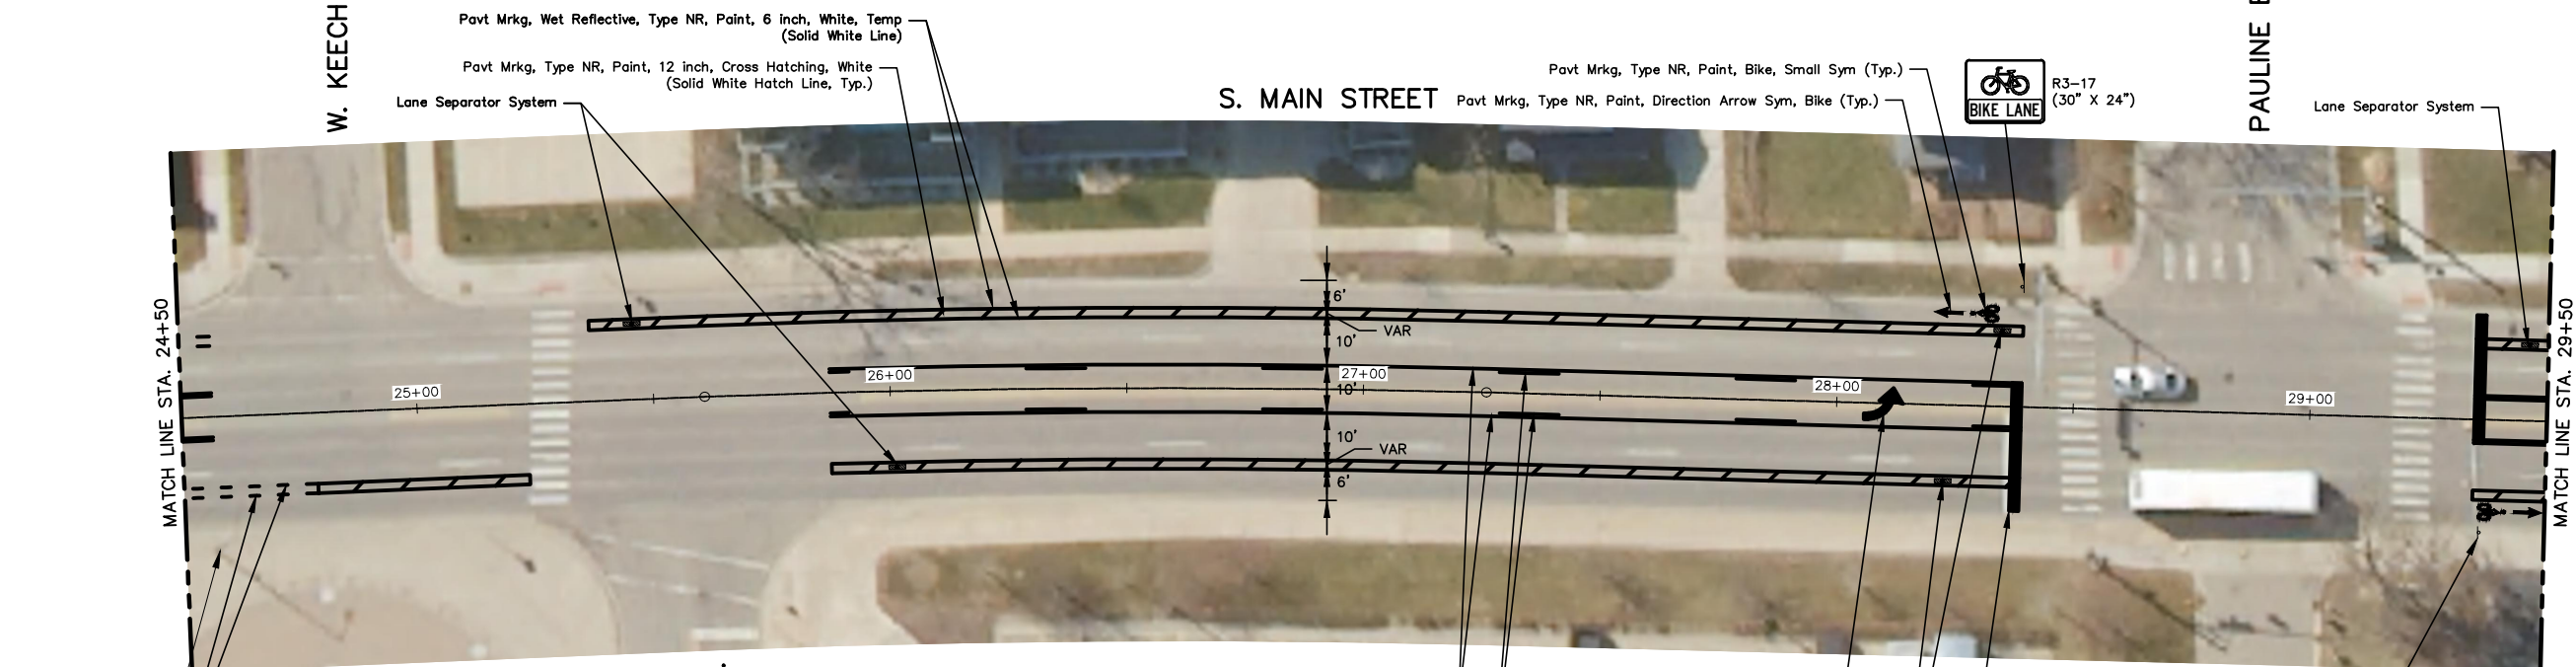 W. KEECH
Pavt Mrkg, Wet Reflective, Type NR, Paint, 6 inch, White, Temp
(Solid White Line)
Pavt Mrkg, Type NR, Paint, 12 inch, Cross Hatching, White
(Solid White Hatch Line, Typ.)
Lane Separator System
S. MAIN STREET
Pavt Mrkg, Type NR, Paint, Bike, Small Sym (Typ.)
Pavt Mrkg, Type NR, Paint, Direction Arrow Sym, Bike (Typ.)
BIKE LANE
R3-17
(30" X 24")
PAULINE
Lane Separator System
MATCH LINE STA. 24+50
6'
VAR
10'
25+00
26+00
27+00
10'
28+00
29+00
10'
VAR
6'
MATCH LINE STA. 29+50